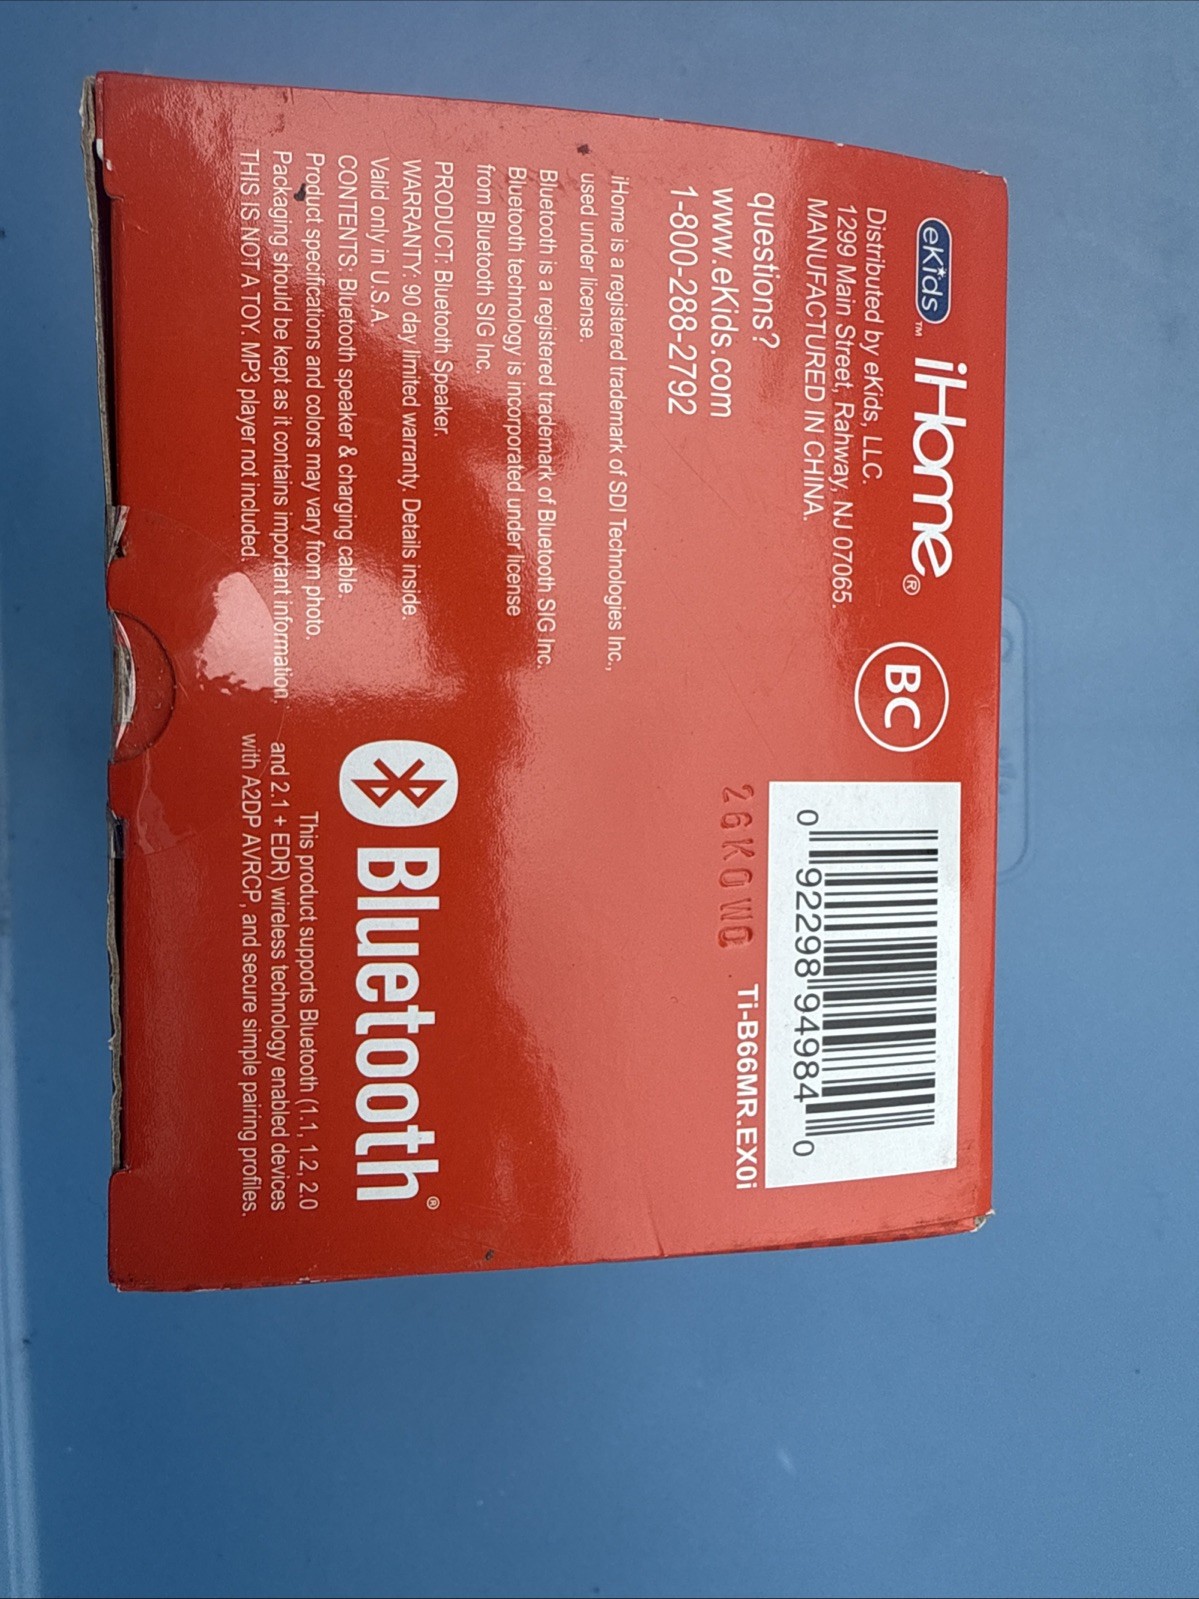 eKids™ iHome®
Distributed by eKids, LLC.
1299 Main Street, Rahway, NJ 07065.
MANUFACTURED IN CHINA.
questions?
www.eKids.com
1-800-288-2792
BC
0 92298 94984 0
Ti-B66MR.EX0i
26K0WQ
iHome is a registered trademark of SDI Technologies Inc.,
used under license.
Bluetooth is a registered trademark of Bluetooth SIG Inc.
Bluetooth technology is incorporated under license
from Bluetooth SIG Inc.
PRODUCT: Bluetooth Speaker.
WARRANTY: 90 day limited warranty. Details inside.
Valid only in U.S.A
CONTENTS: Bluetooth speaker & charging cable.
Product specifications and colors may vary from photo.
Packaging should be kept as it contains important information.
THIS IS NOT A TOY. MP3 player not included.
Bluetooth®
This product supports Bluetooth (1.1, 1.2, 2.0
and 2.1 + EDR) wireless technology enabled devices
with A2DP AVRCP, and secure simple pairing profiles.